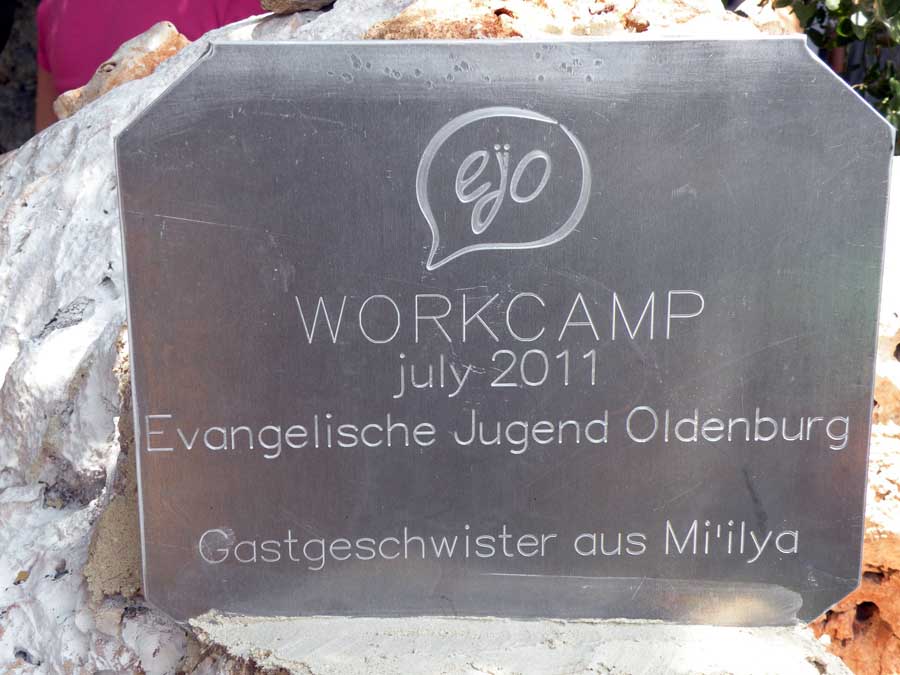 ejo
WORKCAMP
july 2011
Evangelische Jugend Oldenburg
Gastgeschwister aus Mi'ilya